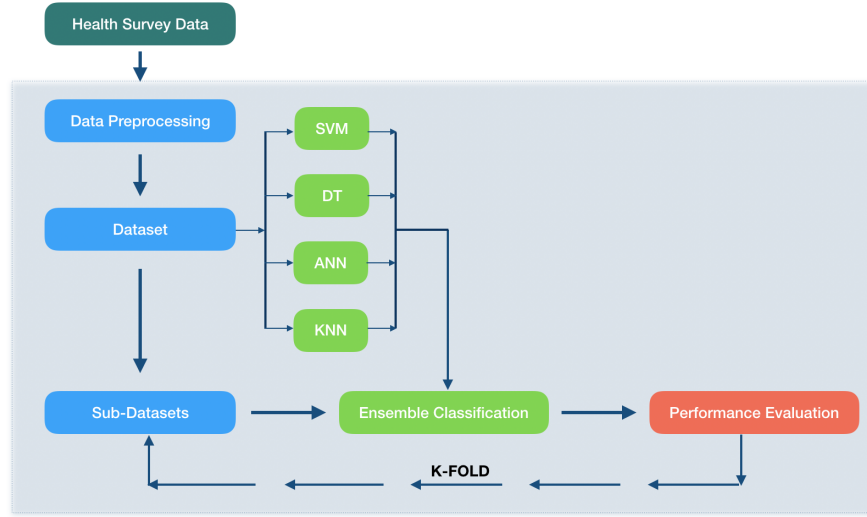 Health Survey Data
Data Preprocessing
SVM
DT
Dataset
ANN
KNN
Sub-Datasets
Ensemble Classification
Performance Evaluation
K-FOLD